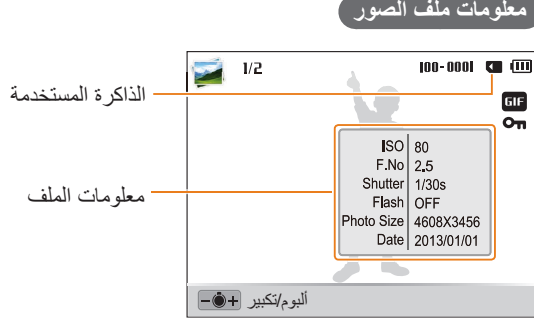 معلومات ملف الصور
1/2
100-0001
GIF
الذاكرة المستخدمة
ISO 80
F.No 2.5
Shutter 1/30s
Flash OFF
Photo Size 4608X3456
Date 2013/01/01
معلومات الملف
ألبوم/تكبير